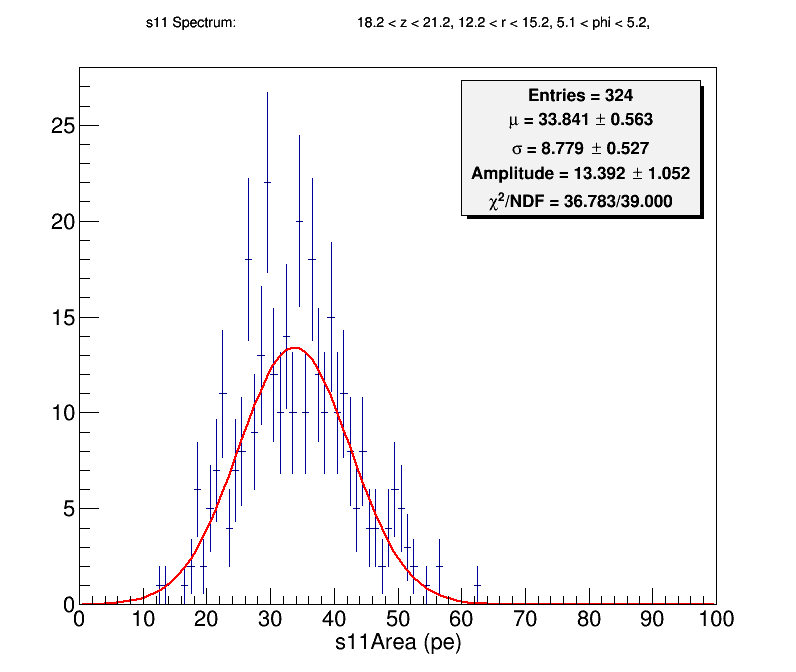 s11 Spectrum: 18.2 < z < 21.2, 12.2 < r < 15.2, 5.1 < phi < 5.2,
Entries = 324
μ = 33.841 ± 0.563
σ = 8.779 ± 0.527
Amplitude = 13.392 ± 1.052
χ²/NDF = 36.783/39.000
25
20
15
10
5
0
0 10 20 30 40 50 60 70 80 90 100
s11Area (pe)